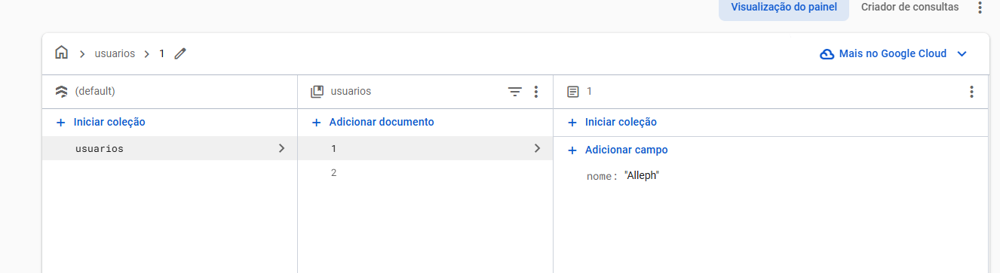 Visualização do painel Criador de consultas
usuarios 1 Mais no Google Cloud
(default) usuarios 1
+ Iniciar coleção + Adicionar documento + Iniciar coleção
usuarios 1 + Adicionar campo
2 nome: "Alleph"